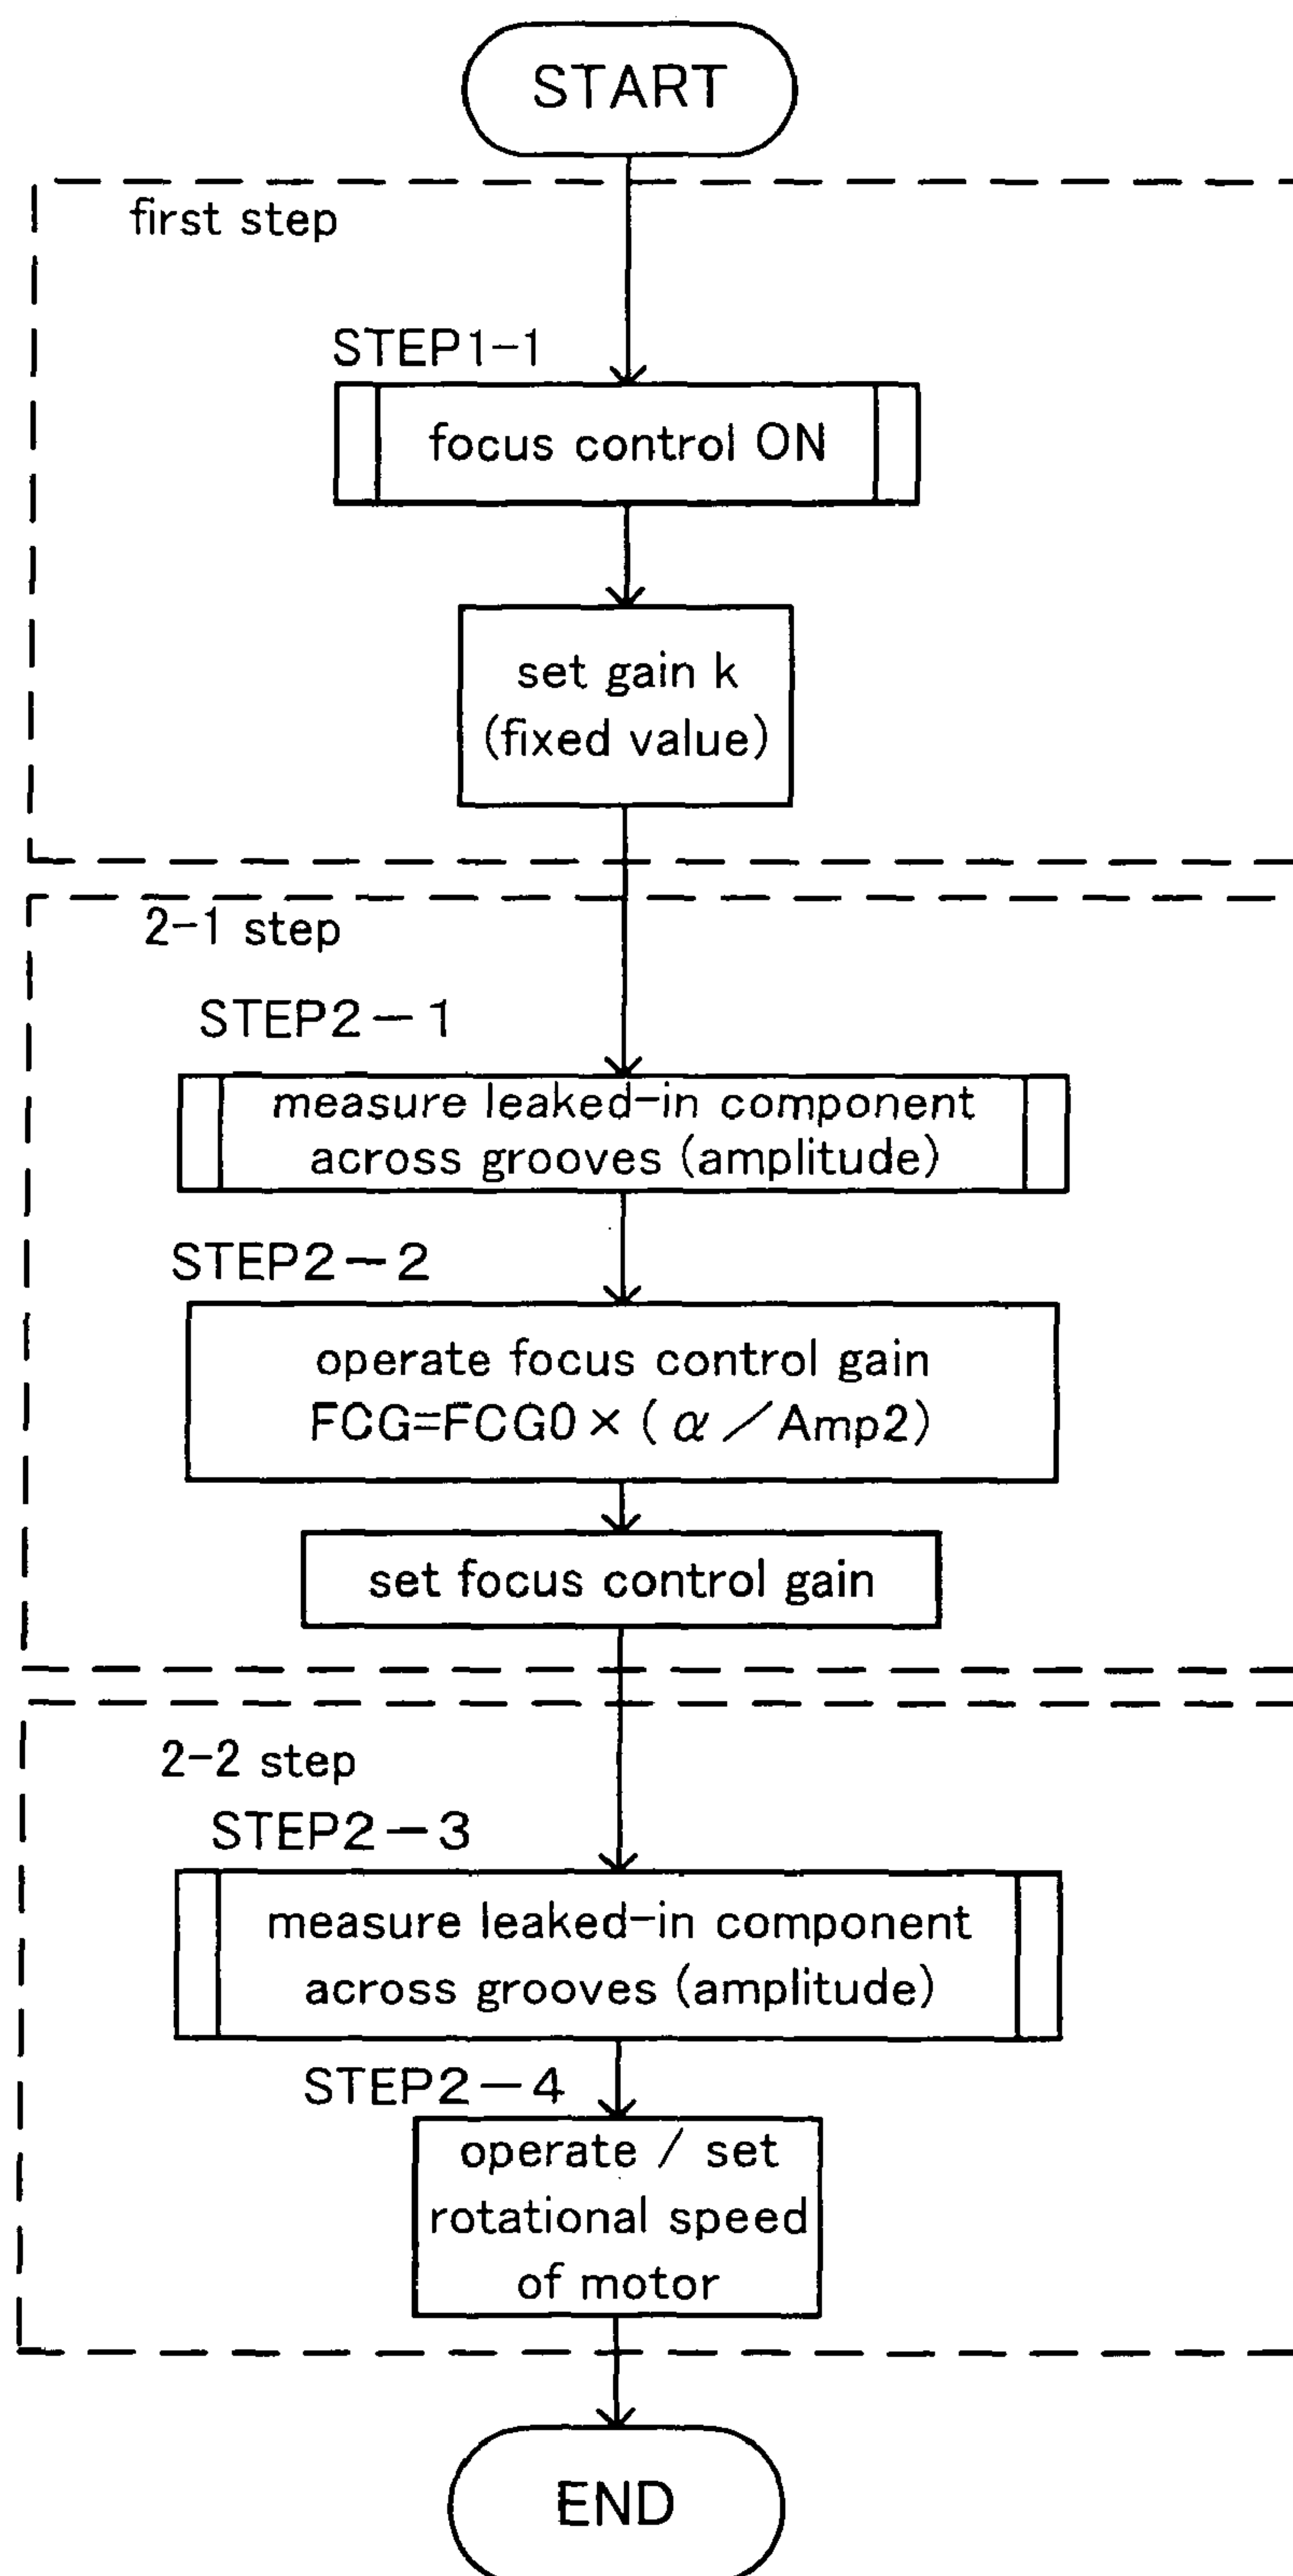 START
first step
STEP1-1
focus control ON
set gain k
(fixed value)
2-1 step
STEP2-1
measure leaked-in component
across grooves (amplitude)
STEP2-2
operate focus control gain
FCG=FCG0×(α/Amp2)
set focus control gain
2-2 step
STEP2-3
measure leaked-in component
across grooves (amplitude)
STEP2-4
operate / set
rotational speed
of motor
END